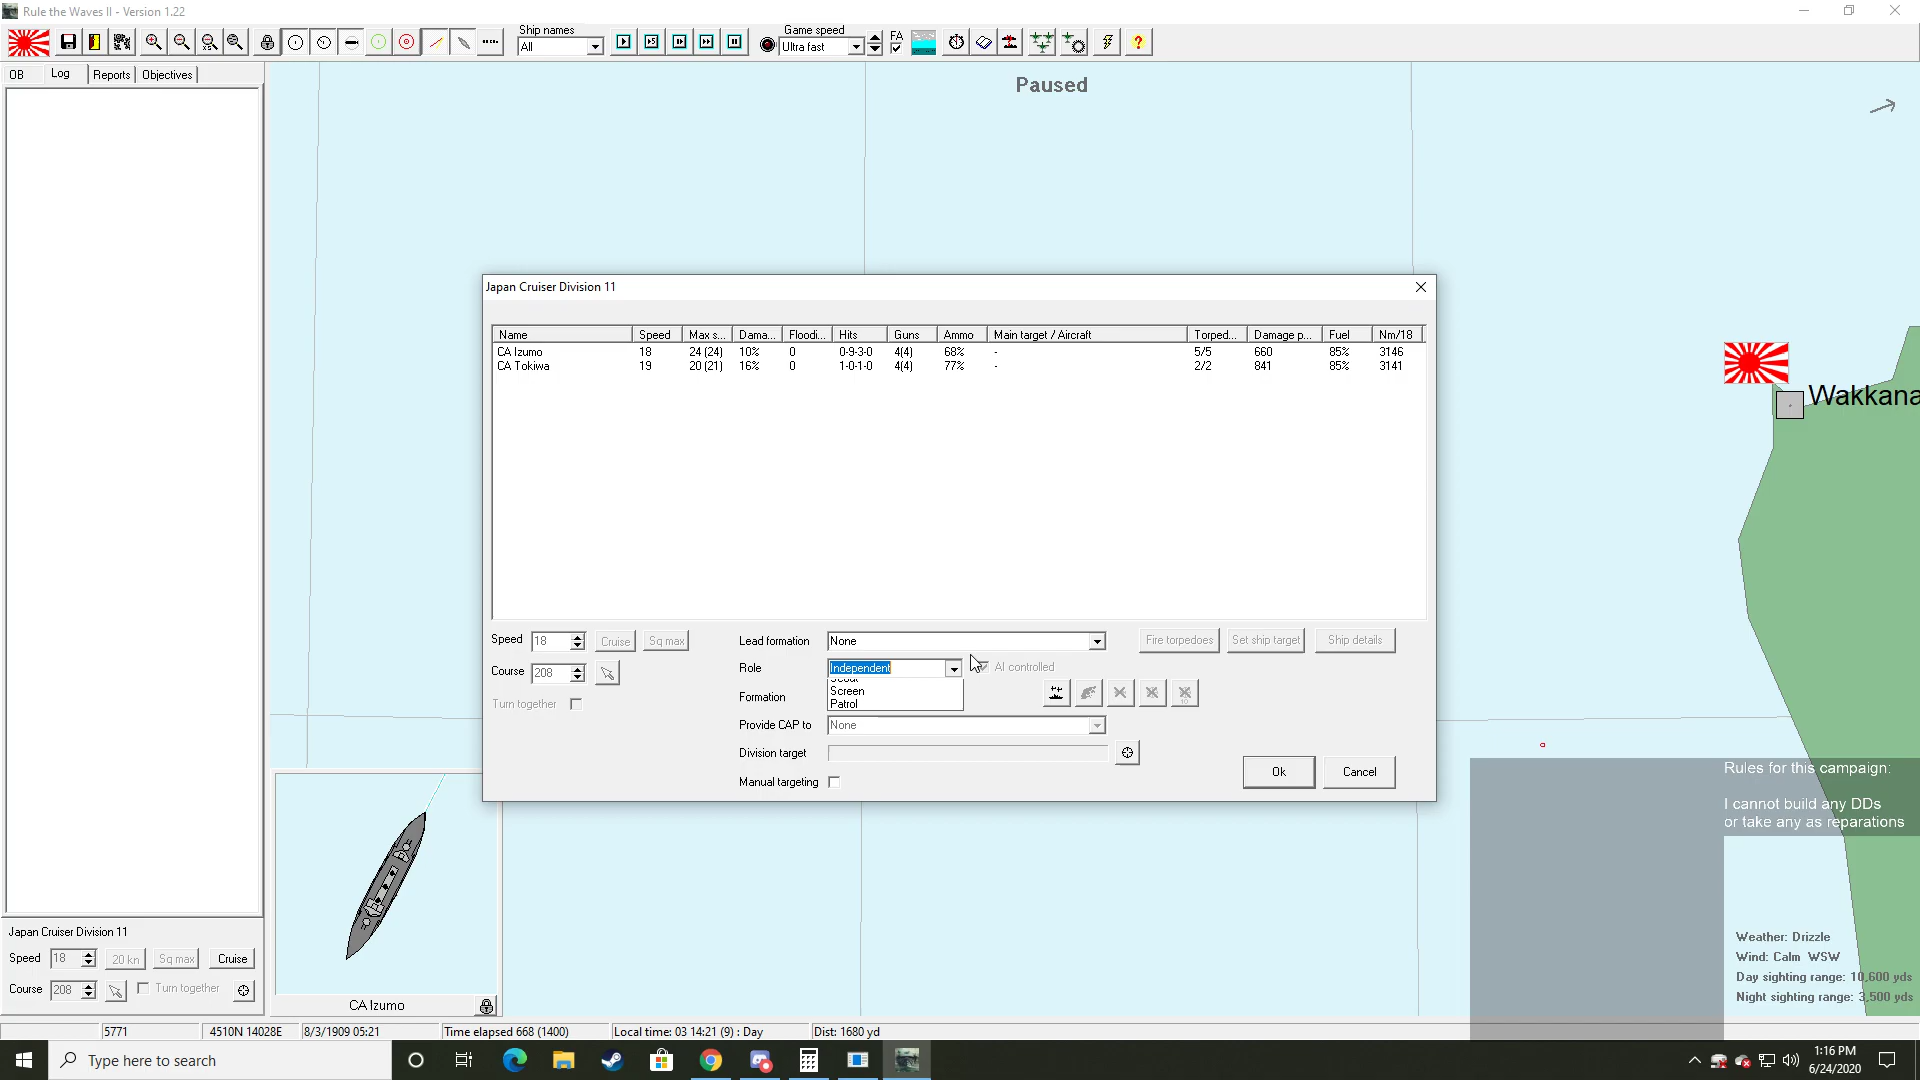 Rule the Waves II - Version 1.22
Ship names
All
Game speed
Ultra fast
FA
OB
Log
Reports
Objectives
Paused
Japan Cruiser Division 11
Name Speed Max s... Dama... Floodi... Hits Guns Ammo Main target / Aircraft Torped... Damage p... Fuel Nm/18
CA Izumo 18 24 (24) 10% 0 0-9-3-0 4(4) 68% - 5/5 660 85% 3146
CA Tokiwa 19 20 (21) 16% 0 1-0-1-0 4(4) 77% - 2/2 841 85% 3141
Speed 18 Cruise Sq max
Course 208
Turn together
Lead formation None
Role Independent
AI controlled
Screen
Patrol
Formation
Provide CAP to None
Division target
Manual targeting
Fire torpedoes Set ship target Ship details
Ok Cancel
Wakkana
Rules for this campaign:
I cannot build any DDs
or take any as reparations
Weather: Drizzle
Wind: Calm WSW
Day sighting range: 10,600 yds
Night sighting range: 3,500 yds
Japan Cruiser Division 11
Speed 18 20 kn Sq max Cruise
Course 208 Turn together
CA Izumo
5771 4510N 14028E 8/3/1909 05:21 Time elapsed 668 (1400) Local time: 03 14:21 (9) : Day Dist: 1680 yd
Type here to search
1:16 PM
6/24/2020